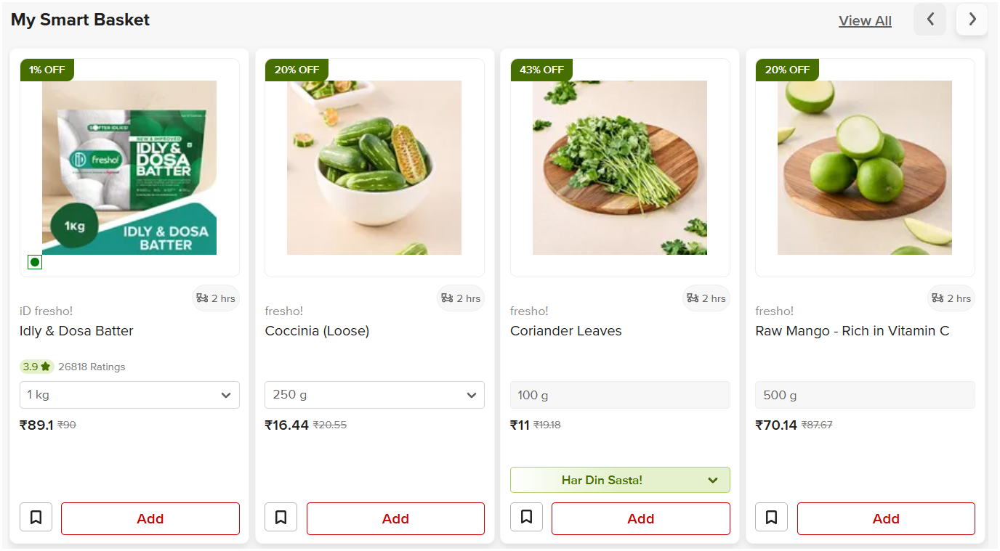 My Smart Basket
View All
1% OFF
SOFTER IDLIES!
NEW & IMPROVED
iD fresho!
IDLY &
DOSA
BATTER
1Kg
IDLY & DOSA
BATTER
2 hrs
iD fresho!
Idly & Dosa Batter
3.9 26818 Ratings
1 kg
₹89.1 ₹90
Add
20% OFF
2 hrs
fresho!
Coccinia (Loose)
250 g
₹16.44 ₹20.55
Add
43% OFF
2 hrs
fresho!
Coriander Leaves
100 g
₹11 ₹19.18
Har Din Sasta!
Add
20% OFF
2 hrs
fresho!
Raw Mango - Rich in Vitamin C
500 g
₹70.14 ₹87.67
Add